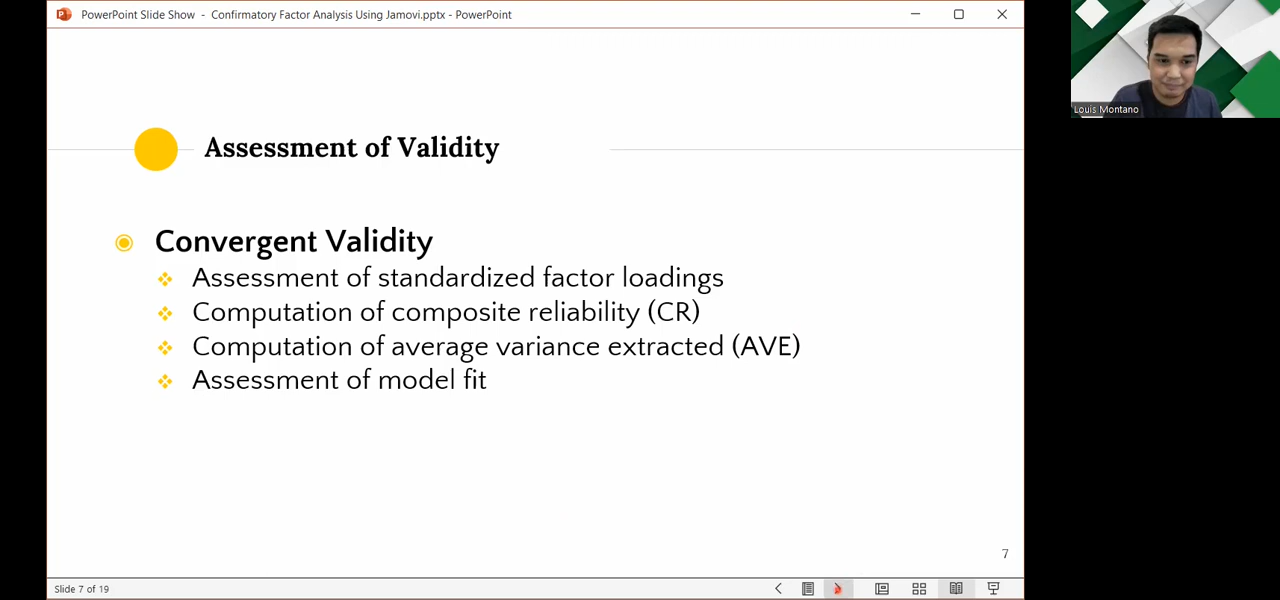 PowerPoint Slide Show - Confirmatory Factor Analysis Using Jamovi.pptx - PowerPoint
Louis Montano
Assessment of Validity
Convergent Validity
Assessment of standardized factor loadings
Computation of composite reliability (CR)
Computation of average variance extracted (AVE)
Assessment of model fit
7
Slide 7 of 19